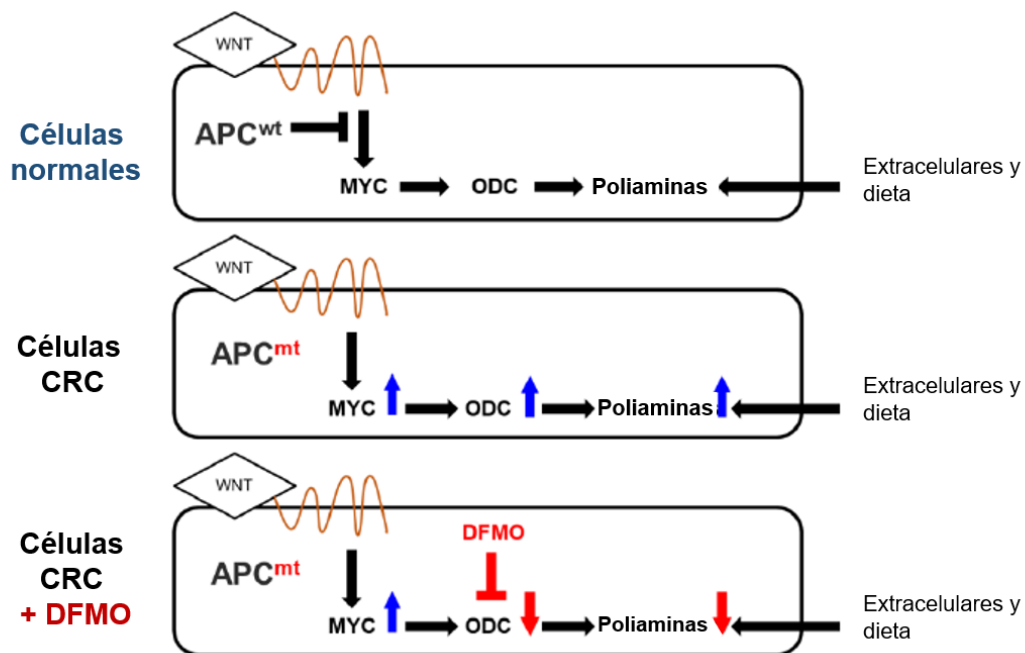 WNT
APCwt
Células
normales
MYC
ODC
Poliaminas
Extracelulares y
dieta
WNT
APCmt
Células
CRC
MYC
ODC
Poliaminas
Extracelulares y
dieta
WNT
DFMO
APCmt
Células
CRC
+ DFMO
MYC
ODC
Poliaminas
Extracelulares y
dieta